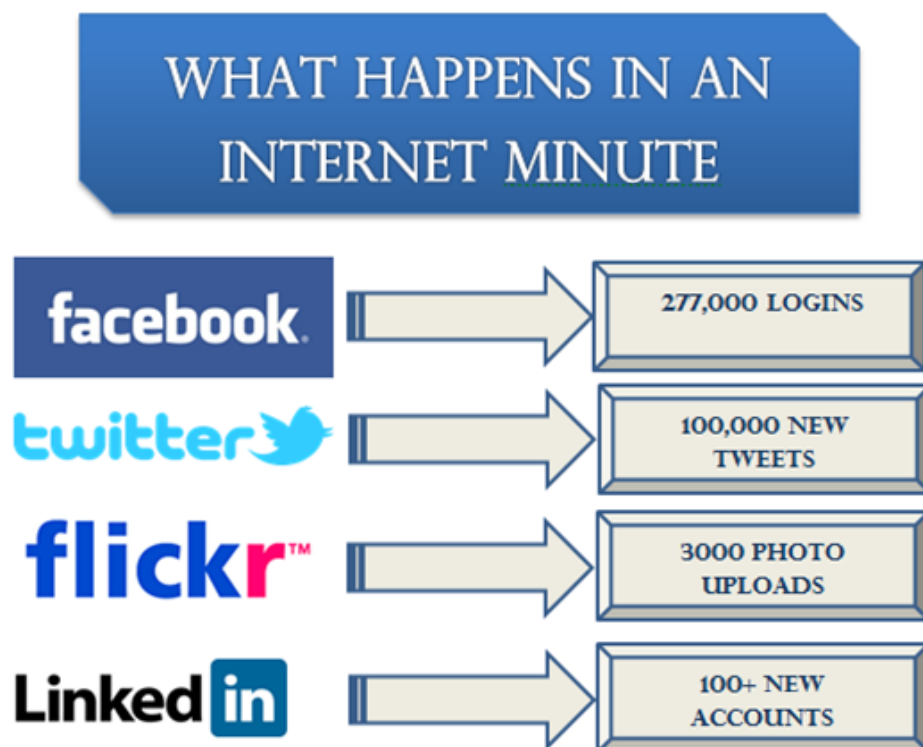 WHAT HAPPENS IN AN
INTERNET MINUTE
facebook.
277,000 LOGINS
twitter
100,000 NEW
TWEETS
flickr™
3000 PHOTO
UPLOADS
Linked in
100+ NEW
ACCOUNTS